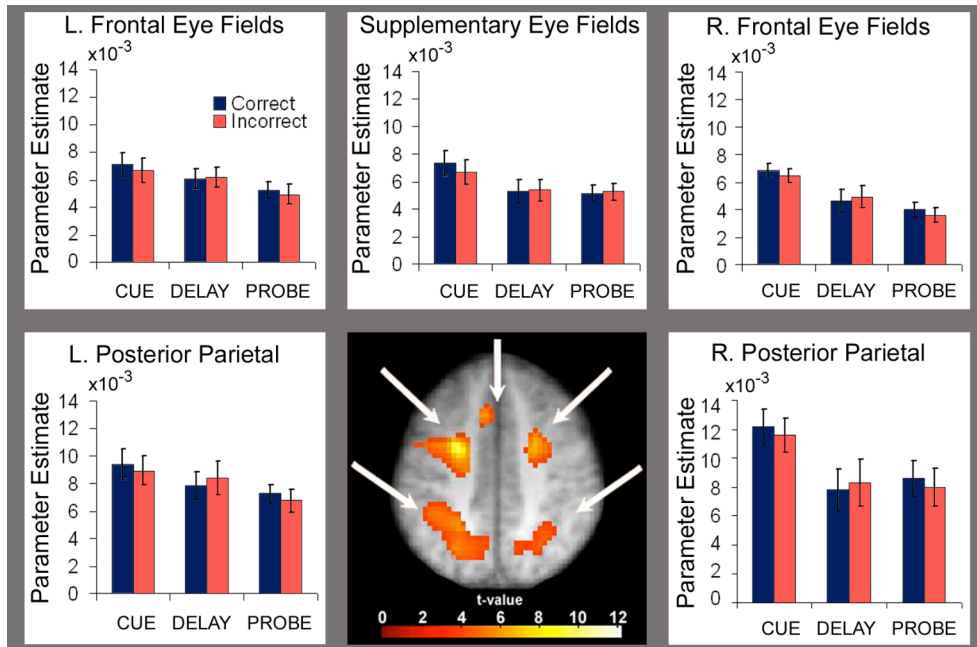 L. Frontal Eye Fields
x10⁻³
Parameter Estimate
14
12
10
8
6
4
2
0
Correct
Incorrect
CUE DELAY PROBE
Supplementary Eye Fields
x10⁻³
Parameter Estimate
14
12
10
8
6
4
2
0
CUE DELAY PROBE
R. Frontal Eye Fields
x10⁻³
Parameter Estimate
14
12
10
8
6
4
2
0
CUE DELAY PROBE
L. Posterior Parietal
x10⁻³
Parameter Estimate
14
12
10
8
6
4
2
0
CUE DELAY PROBE
t-value
0 2 4 6 8 10 12
R. Posterior Parietal
x10⁻³
Parameter Estimate
14
12
10
8
6
4
2
0
CUE DELAY PROBE